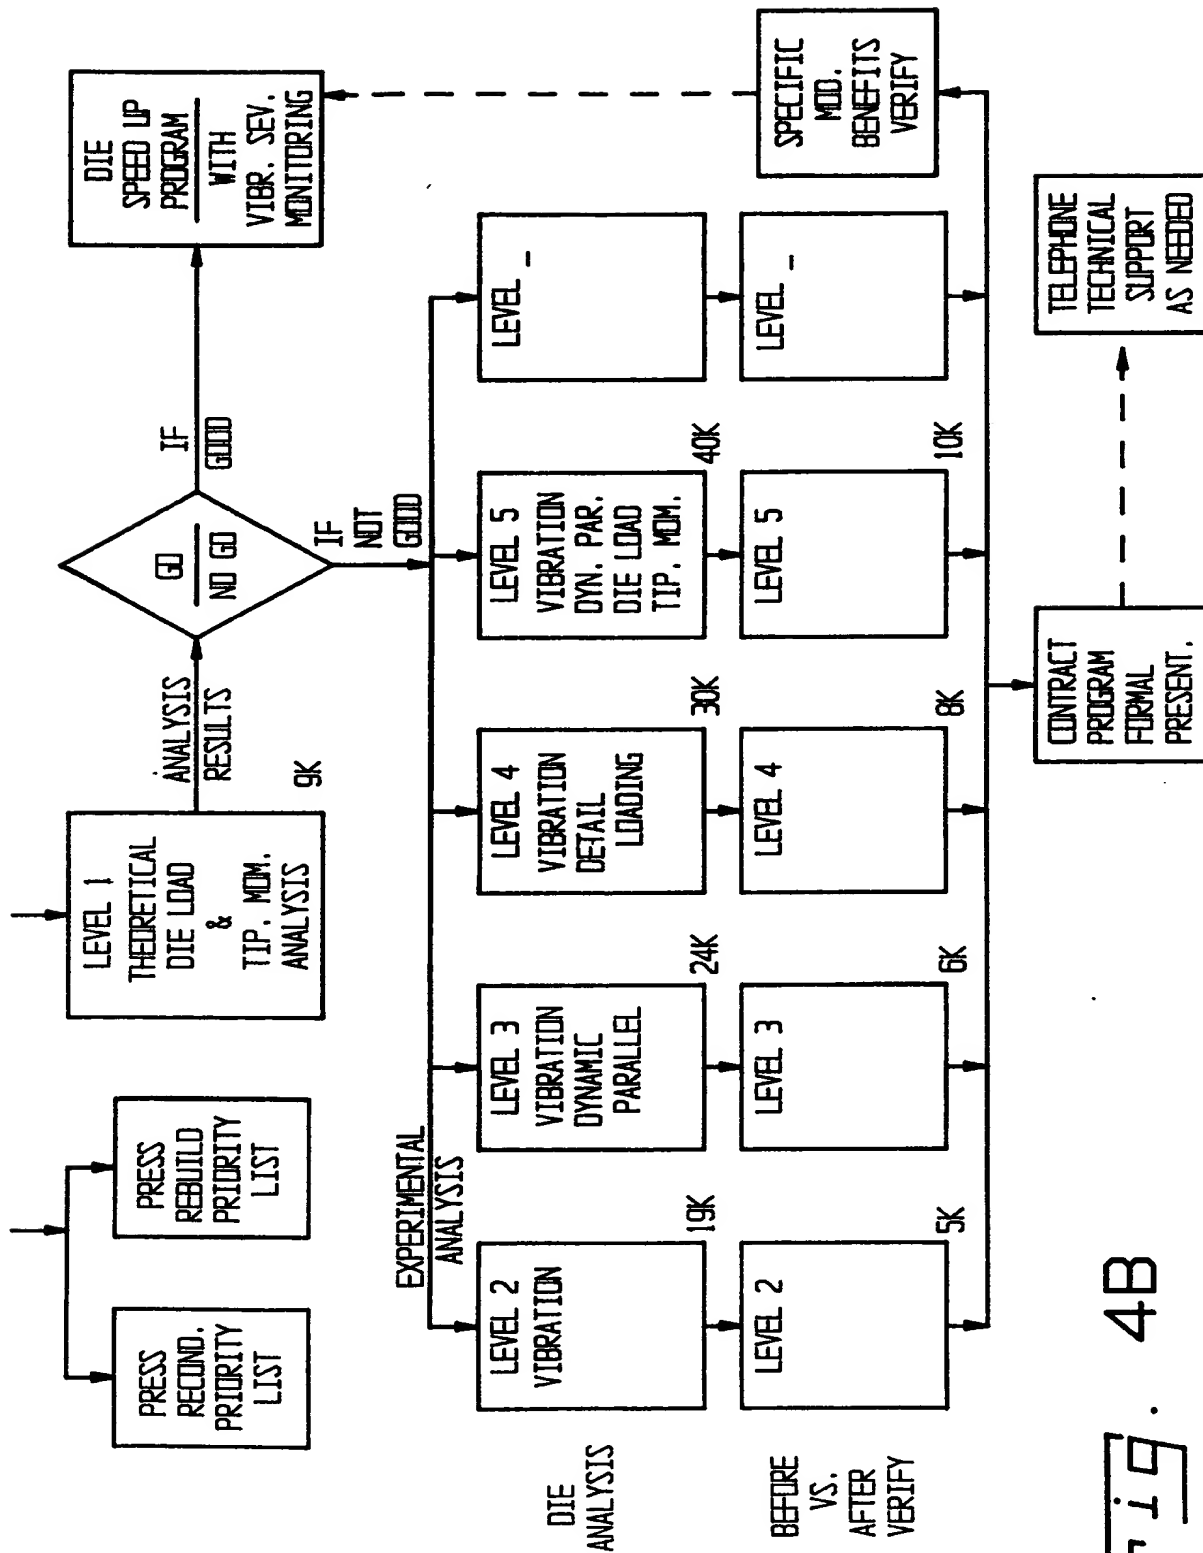 PRESS
RECOND.
PRIORITY
LIST
PRESS
REBUILD
PRIORITY
LIST
LEVEL 1
THEORETICAL
DIE LOAD
&
TIP. MOM.
ANALYSIS
9K
ANALYSIS
RESULTS
GO
NO GO
IF
GOOD
IF
NOT
GOOD
DIE
SPEED UP
PROGRAM
WITH
VIBR. SEV.
MONITORING
EXPERIMENTAL
ANALYSIS
DIE
ANALYSIS
LEVEL 2
VIBRATION
19K
LEVEL 3
VIBRATION
DYNAMIC
PARALLEL
24K
LEVEL 4
VIBRATION
DETAIL
LOADING
30K
LEVEL 5
VIBRATION
DYN. PAR.
DIE LOAD
TIP. MOM.
40K
LEVEL _
BEFORE
VS.
AFTER
VERIFY
LEVEL 2
5K
LEVEL 3
6K
LEVEL 4
8K
LEVEL 5
10K
LEVEL _
SPECIFIC
MOD.
BENEFITS
VERIFY
CONTRACT
PROGRAM
FORMAL
PRESENT.
TELEPHONE
TECHNICAL
SUPPORT
AS NEEDED
Fig. 4B